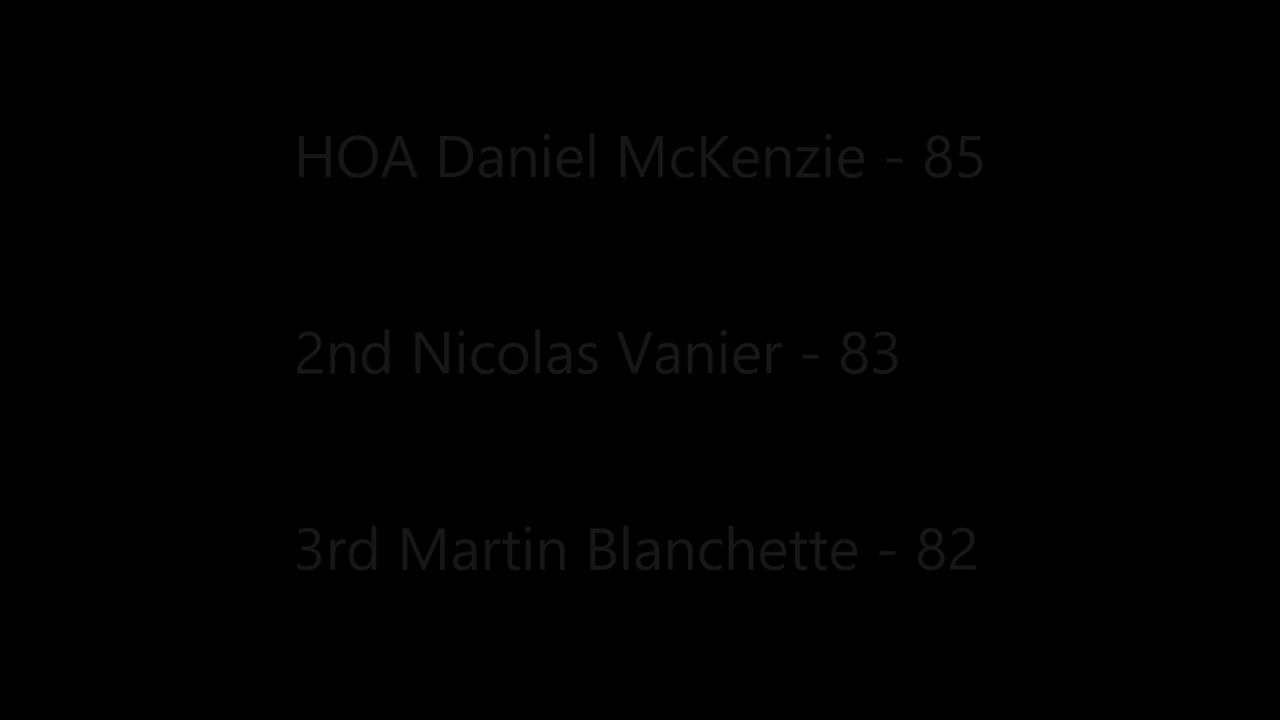 HOA Daniel McKenzie - 85
2nd Nicolas Vanier - 83
3rd Martin Blanchette - 82